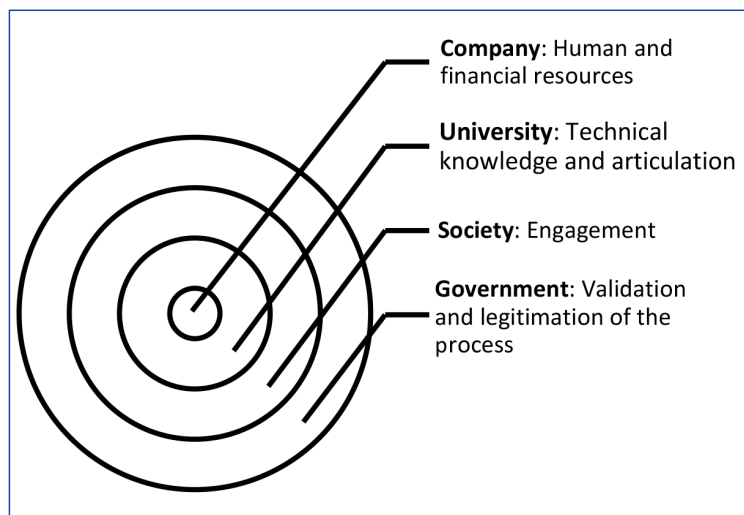 Company: Human and
financial resources
University: Technical
knowledge and articulation
Society: Engagement
Government: Validation
and legitimation of the
process